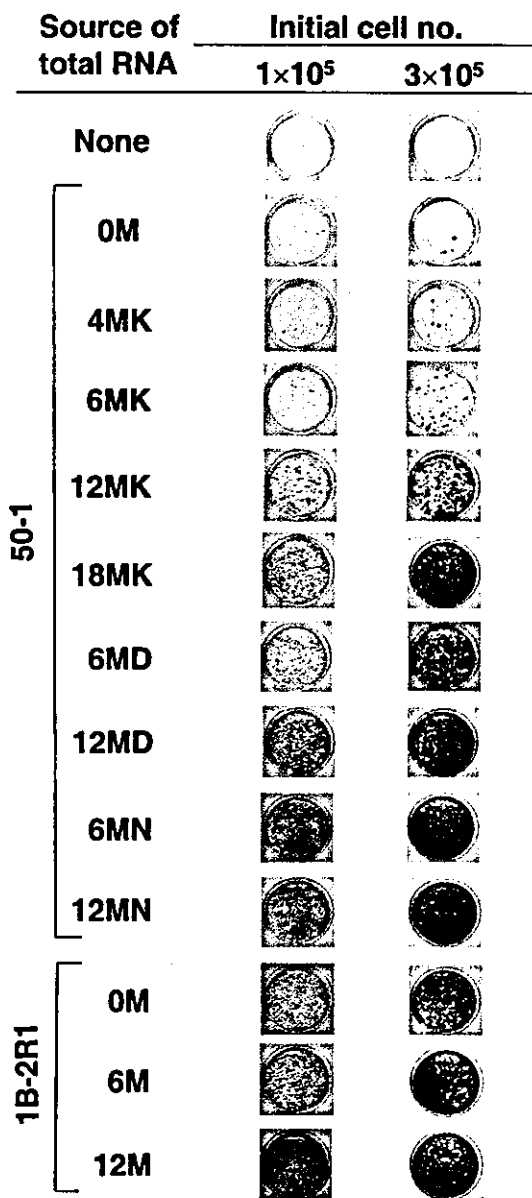 Source of
total RNA
Initial cell no.
1×10⁵
3×10⁵
None
50-1
0M
4MK
6MK
12MK
18MK
6MD
12MD
6MN
12MN
1B-2R1
0M
6M
12M